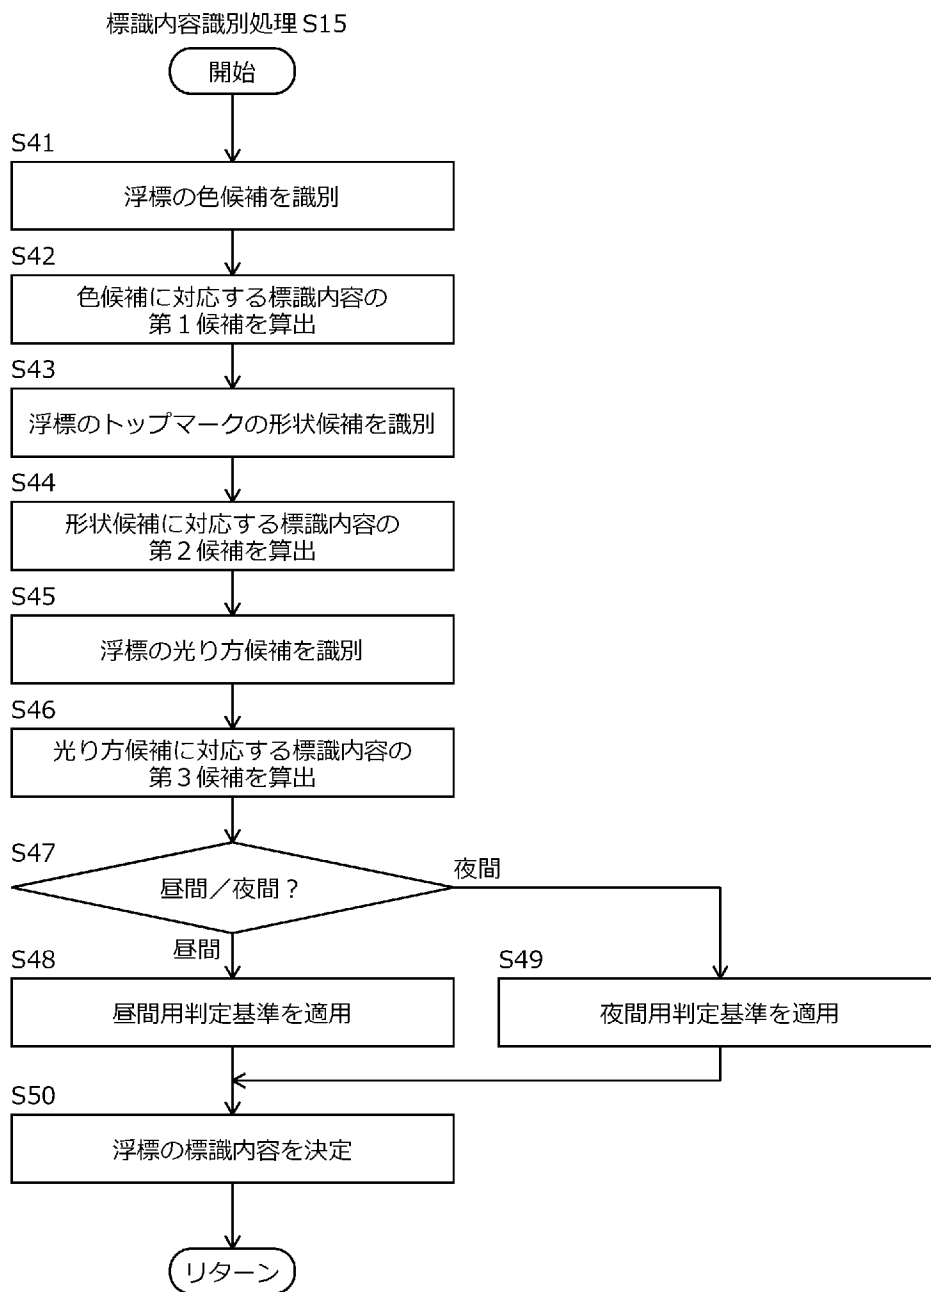 標識内容識別処理 S15
開始
S41
浮標の色候補を識別
S42
色候補に対応する標識内容の
第１候補を算出
S43
浮標のトップマークの形状候補を識別
S44
形状候補に対応する標識内容の
第２候補を算出
S45
浮標の光り方候補を識別
S46
光り方候補に対応する標識内容の
第３候補を算出
S47
昼間／夜間？
夜間
昼間
S48
昼間用判定基準を適用
S49
夜間用判定基準を適用
S50
浮標の標識内容を決定
リターン